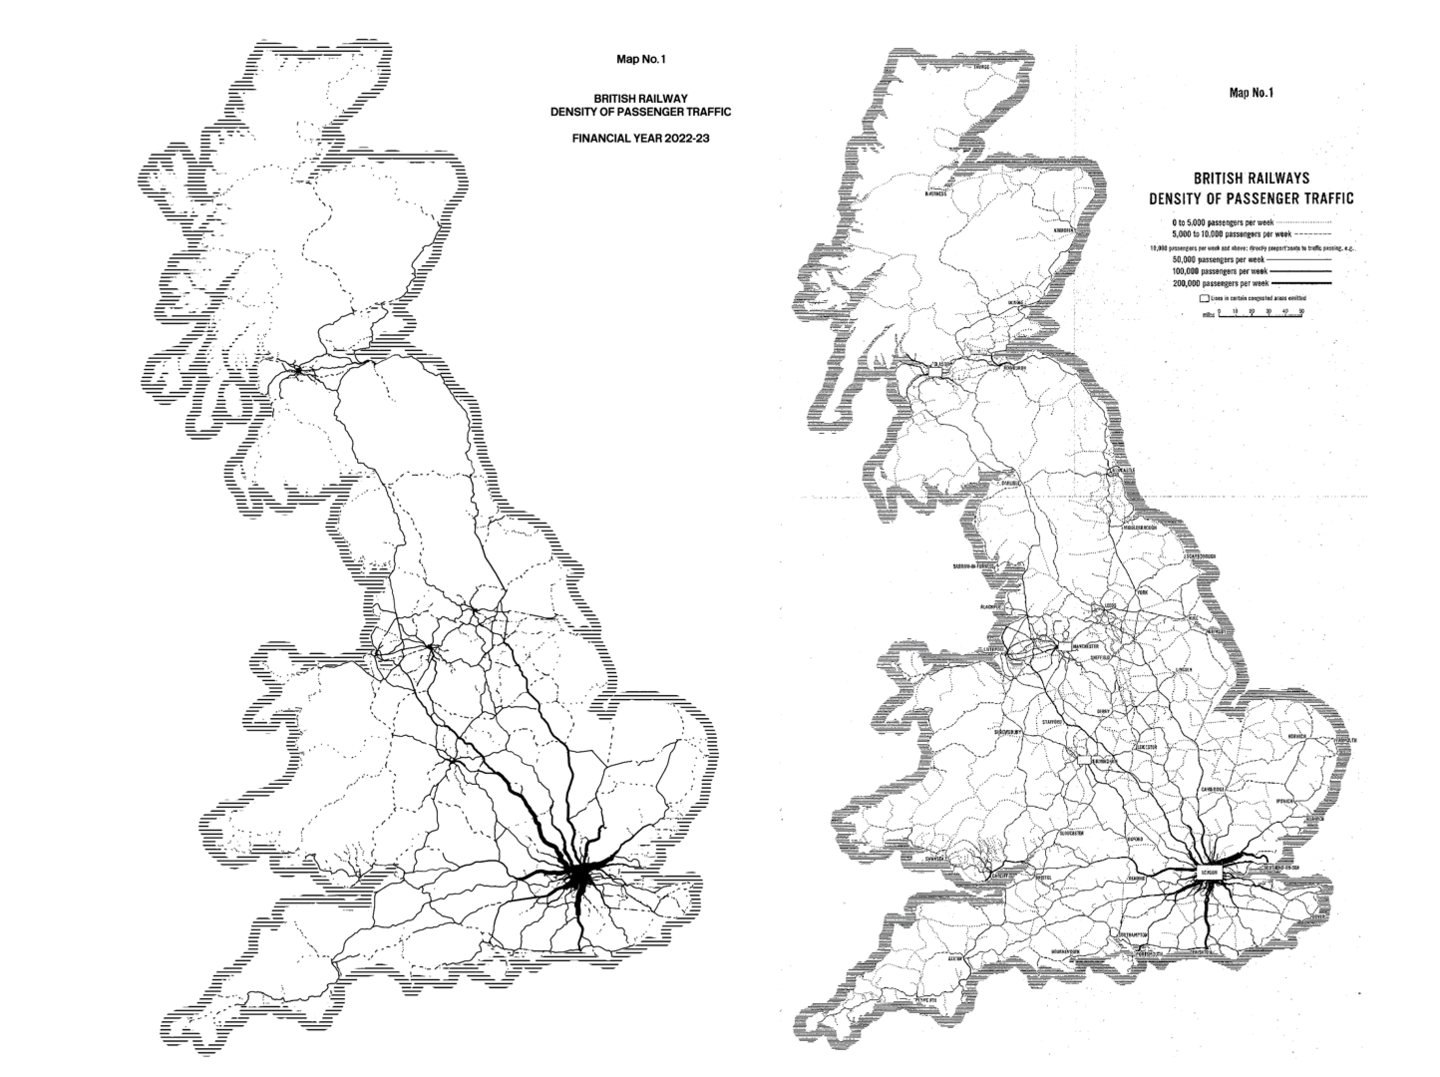 Map No.1
BRITISH RAILWAY
DENSITY OF PASSENGER TRAFFIC
FINANCIAL YEAR 2022-23
Map No.1
BRITISH RAILWAYS
DENSITY OF PASSENGER TRAFFIC
0 to 5,000 passengers per week
5,000 to 10,000 passengers per week
10,000 passengers per week and above: directly proportionate to traffic passing, e.g.
50,000 passengers per week
100,000 passengers per week
200,000 passengers per week
Lines in certain congested areas omitted
miles 0 10 20 30 40 50
INVERNESS
ABERDEEN
DUNDEE
EDINBURGH
NEWCASTLE
CARLISLE
MIDDLESBROUGH
SCARBOROUGH
BARROW-IN-FURNESS
YORK
BLACKPOOL
LEEDS
HULL
LIVERPOOL
MANCHESTER
SHEFFIELD
LINCOLN
DERBY
STAFFORD
SHREWSBURY
NORWICH
YARMOUTH
LEICESTER
BIRMINGHAM
CAMBRIDGE
IPSWICH
GLOUCESTER
OXFORD
SWANSEA
CARDIFF
BRISTOL
READING
LONDON
SOUTHEND-ON-SEA
SOUTHAMPTON
BRIGHTON
PORTSMOUTH
BOURNEMOUTH
EXETER
PLYMOUTH